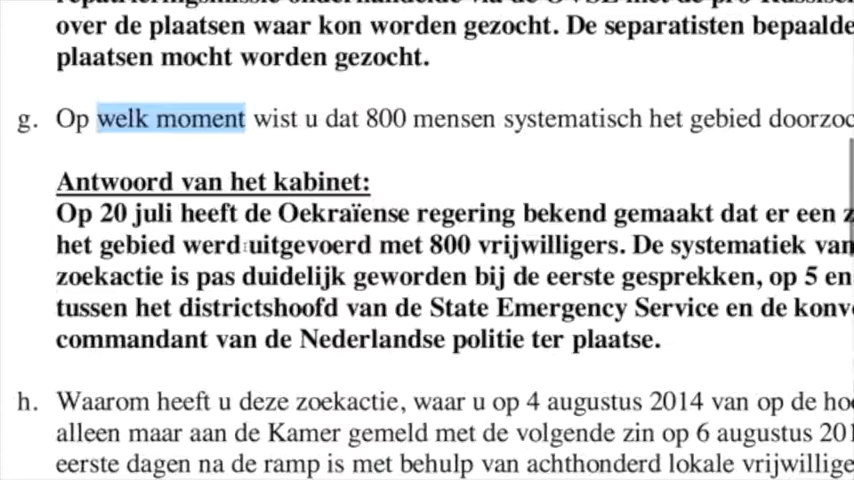 over de plaatsen waar kon worden gezocht. De separatisten bepaalde
plaatsen mocht worden gezocht.
g. Op welk moment wist u dat 800 mensen systematisch het gebied doorzoc
Antwoord van het kabinet:
Op 20 juli heeft de Oekraïense regering bekend gemaakt dat er een z
het gebied werd uitgevoerd met 800 vrijwilligers. De systematiek van
zoekactie is pas duidelijk geworden bij de eerste gesprekken, op 5 en
tussen het districtshoofd van de State Emergency Service en de konv
commandant van de Nederlandse politie ter plaatse.
h. Waarom heeft u deze zoekactie, waar u op 4 augustus 2014 van op de hoo
alleen maar aan de Kamer gemeld met de volgende zin op 6 augustus 201
eerste dagen na de ramp is met behulp van achthonderd lokale vrijwillige